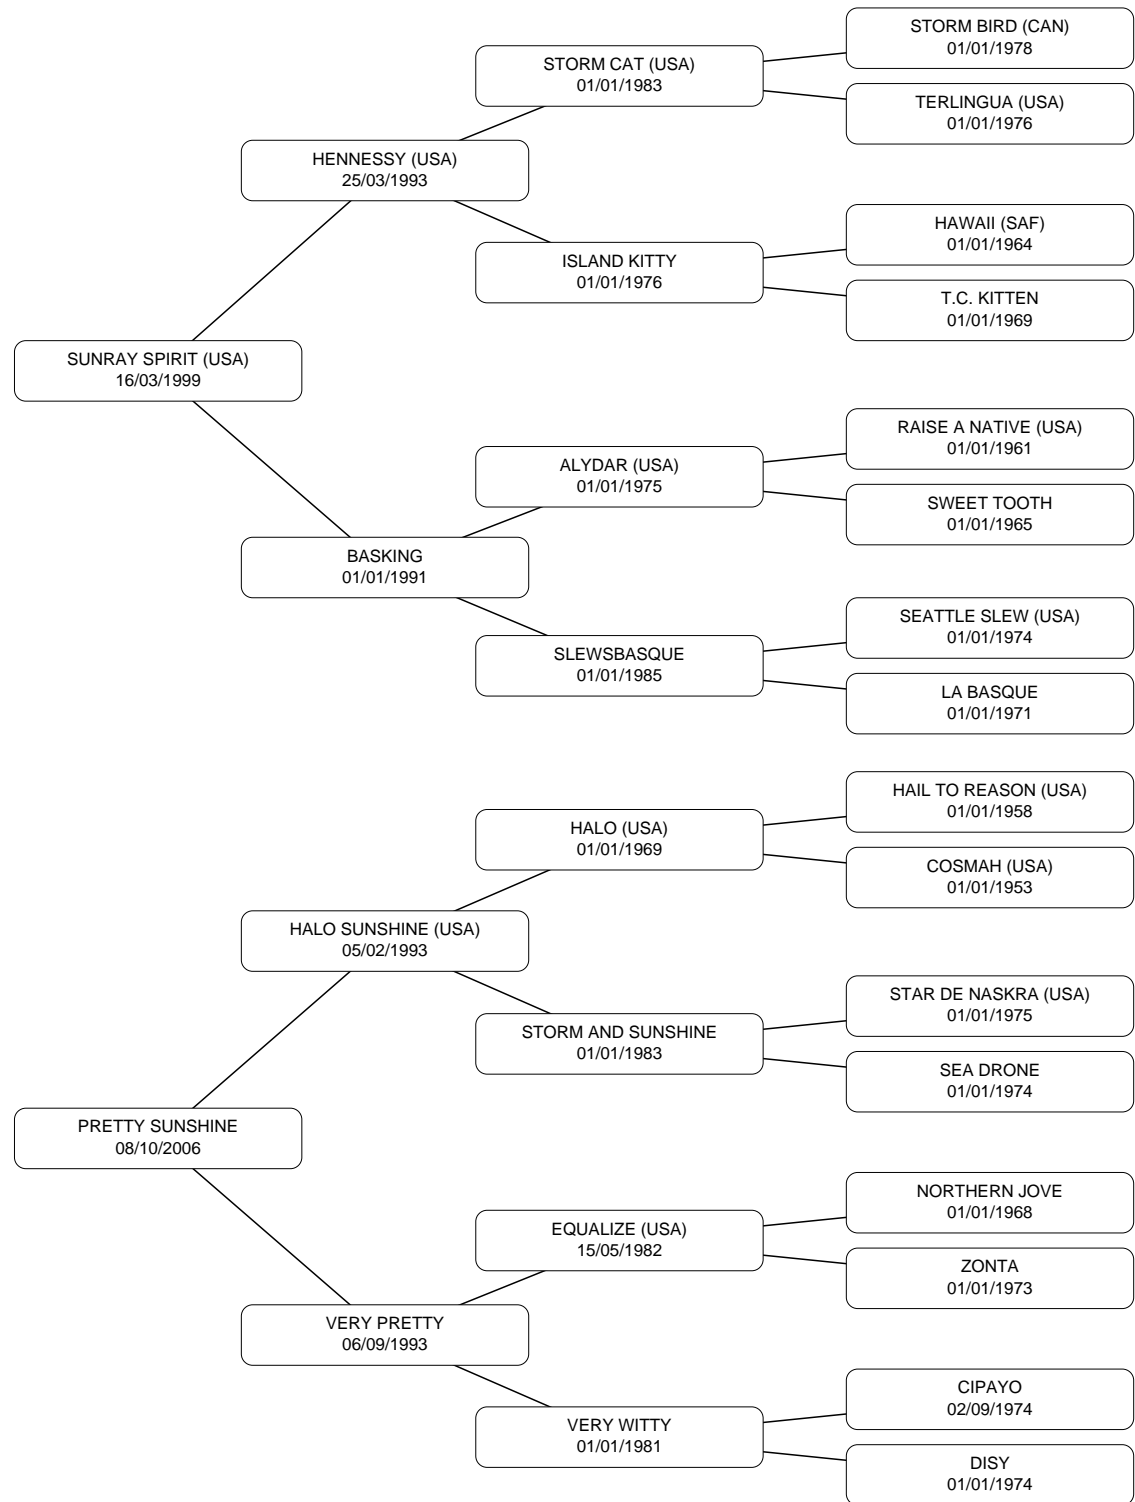 STORM BIRD (CAN)
01/01/1978
STORM CAT (USA)
01/01/1983
TERLINGUA (USA)
01/01/1976
HENNESSY (USA)
25/03/1993
HAWAII (SAF)
01/01/1964
ISLAND KITTY
01/01/1976
T.C. KITTEN
01/01/1969
SUNRAY SPIRIT (USA)
16/03/1999
RAISE A NATIVE (USA)
01/01/1961
ALYDAR (USA)
01/01/1975
SWEET TOOTH
01/01/1965
BASKING
01/01/1991
SEATTLE SLEW (USA)
01/01/1974
SLEWSBASQUE
01/01/1985
LA BASQUE
01/01/1971
HAIL TO REASON (USA)
01/01/1958
HALO (USA)
01/01/1969
COSMAH (USA)
01/01/1953
HALO SUNSHINE (USA)
05/02/1993
STAR DE NASKRA (USA)
01/01/1975
STORM AND SUNSHINE
01/01/1983
SEA DRONE
01/01/1974
PRETTY SUNSHINE
08/10/2006
NORTHERN JOVE
01/01/1968
EQUALIZE (USA)
15/05/1982
ZONTA
01/01/1973
VERY PRETTY
06/09/1993
CIPAYO
02/09/1974
VERY WITTY
01/01/1981
DISY
01/01/1974